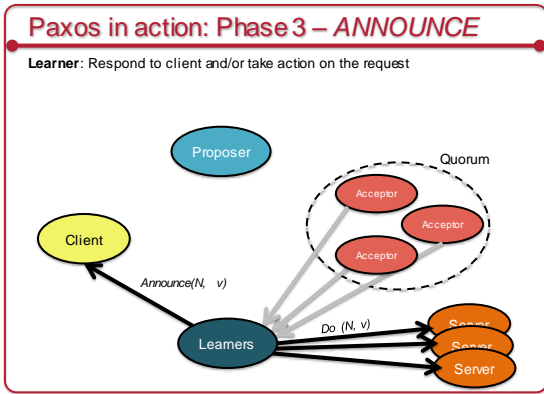 Paxos in action: Phase 3 – ANNOUNCE
Learner: Respond to client and/or take action on the request
Proposer
Quorum
Acceptor
Acceptor
Acceptor
Client
Announce(N, v)
Learners
Do (N, v)
Server
Server
Server